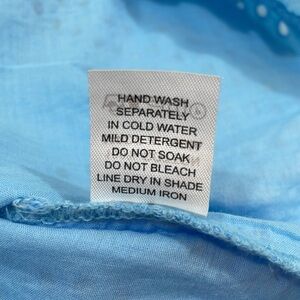 HAND WASH
SEPARATELY
IN COLD WATER
MILD DETERGENT
DO NOT SOAK
DO NOT BLEACH
LINE DRY IN SHADE
MEDIUM IRON